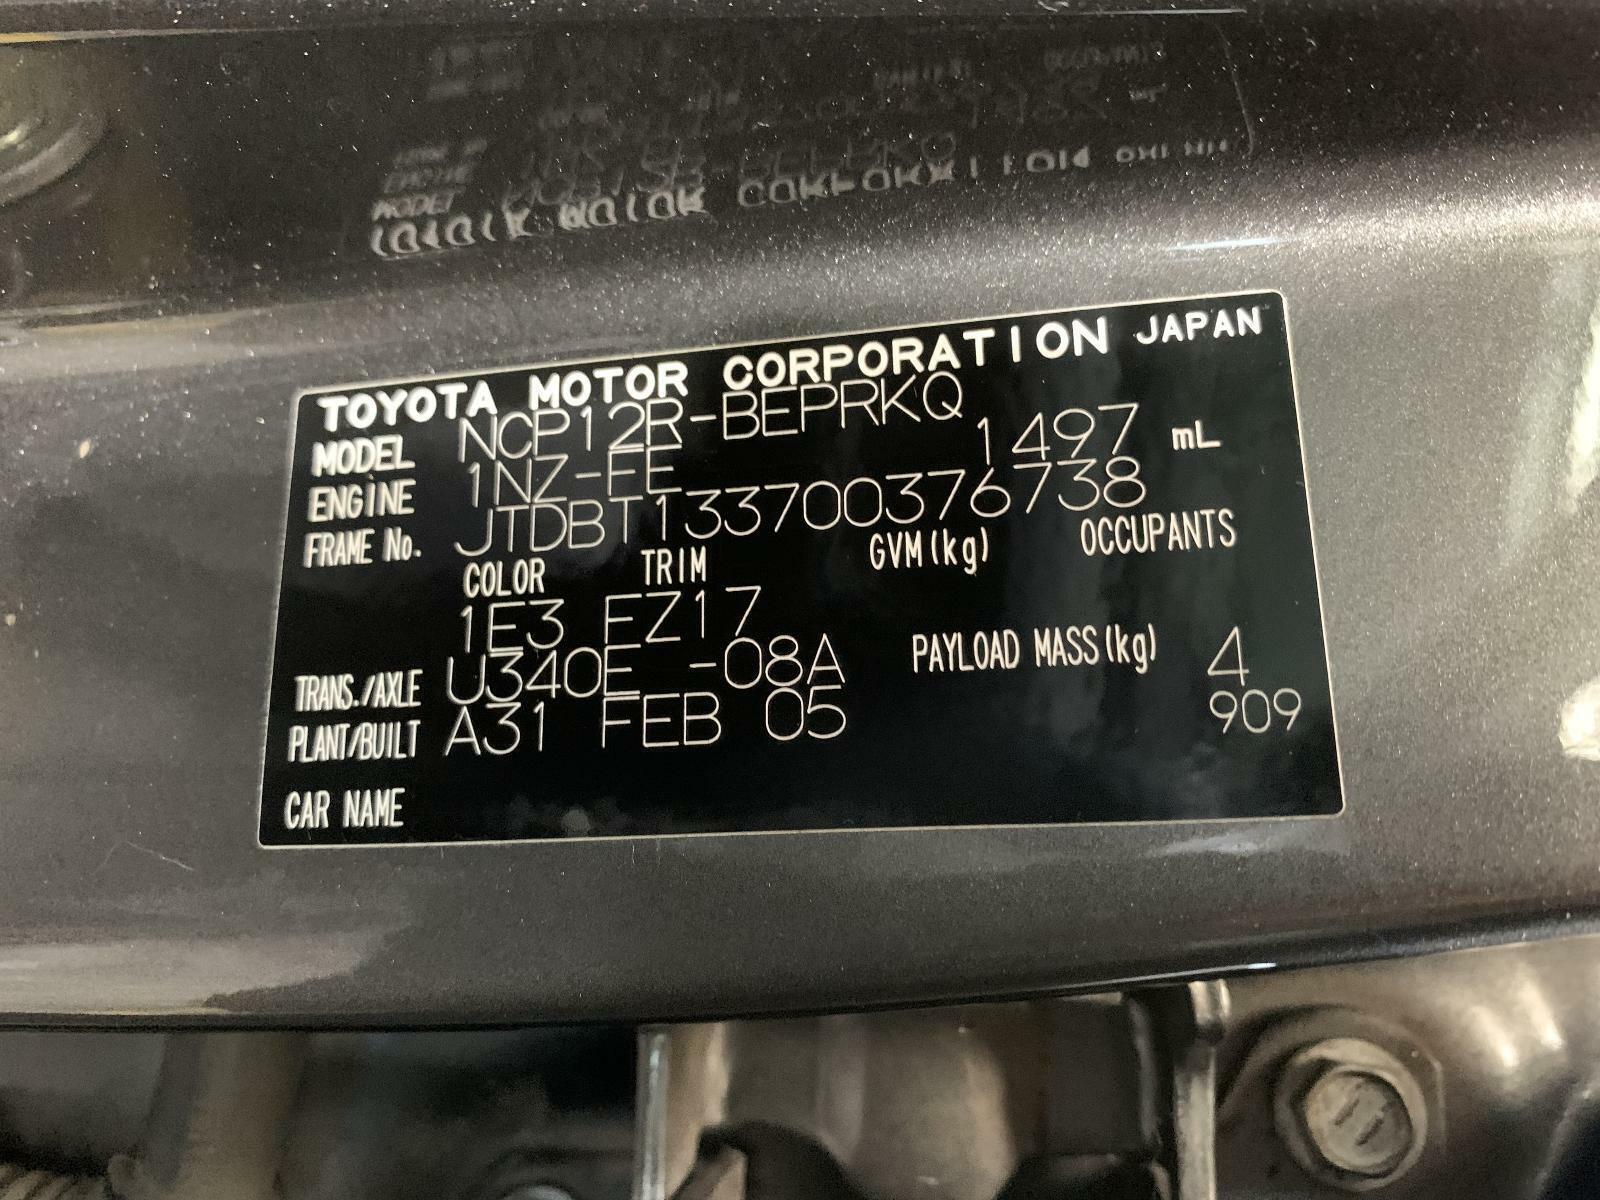 TOYOTA MOTOR CORPORATION JAPAN
MODEL NCP12R-BEPRKQ
ENGINE 1NZ-FE 1497 mL
FRAME No. JTDBT133700376738
COLOR TRIM GVM(kg) OCCUPANTS
1E3 FZ17
TRANS./AXLE U340E -08A PAYLOAD MASS(kg) 4
PLANT/BUILT A31 FEB 05 909
CAR NAME